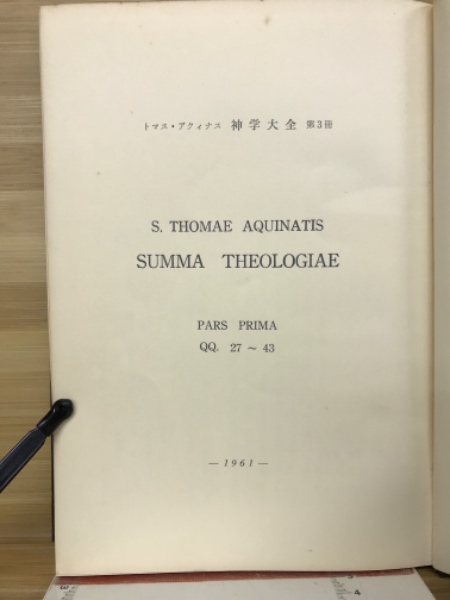 トマス・アクィナス 神学大全 第3冊
S. THOMAE AQUINATIS
SUMMA THEOLOGIAE
PARS PRIMA
QQ. 27 ~ 43
— 1961 —